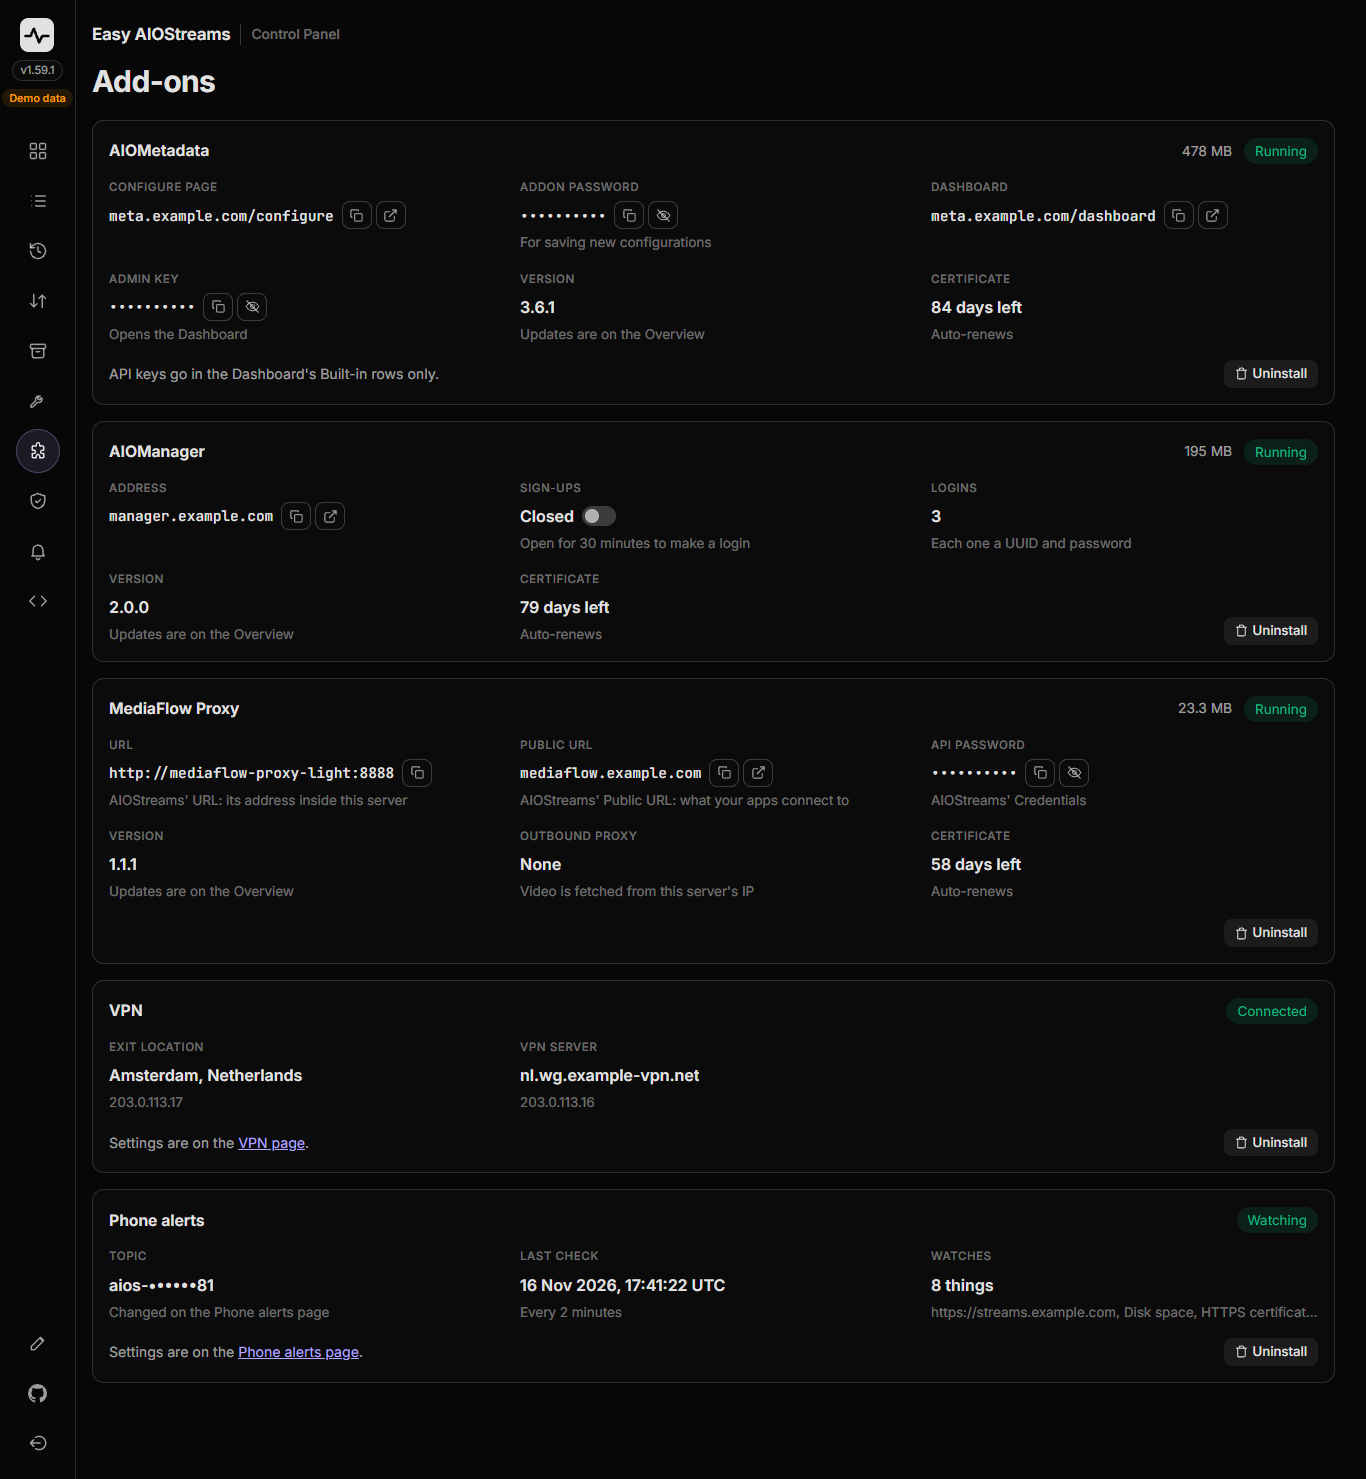 Easy AIOStreams
Control Panel
v1.59.1
Demo data
Add-ons
AIOMetadata
478 MB
Running
CONFIGURE PAGE
meta.example.com/configure
ADDON PASSWORD
••••••••••
For saving new configurations
DASHBOARD
meta.example.com/dashboard
ADMIN KEY
••••••••••
Opens the Dashboard
VERSION
3.6.1
Updates are on the Overview
CERTIFICATE
84 days left
Auto-renews
API keys go in the Dashboard's Built-in rows only.
Uninstall
AIOManager
195 MB
Running
ADDRESS
manager.example.com
SIGN-UPS
Closed
Open for 30 minutes to make a login
LOGINS
3
Each one a UUID and password
VERSION
2.0.0
Updates are on the Overview
CERTIFICATE
79 days left
Auto-renews
Uninstall
MediaFlow Proxy
23.3 MB
Running
URL
http://mediaflow-proxy-light:8888
AIOStreams' URL: its address inside this server
PUBLIC URL
mediaflow.example.com
AIOStreams' Public URL: what your apps connect to
API PASSWORD
••••••••••
AIOStreams' Credentials
VERSION
1.1.1
Updates are on the Overview
OUTBOUND PROXY
None
Video is fetched from this server's IP
CERTIFICATE
58 days left
Auto-renews
Uninstall
VPN
Connected
EXIT LOCATION
Amsterdam, Netherlands
203.0.113.17
VPN SERVER
nl.wg.example-vpn.net
203.0.113.16
Settings are on the VPN page.
Uninstall
Phone alerts
Watching
TOPIC
aios-••••••81
Changed on the Phone alerts page
LAST CHECK
16 Nov 2026, 17:41:22 UTC
Every 2 minutes
WATCHES
8 things
https://streams.example.com, Disk space, HTTPS certificat...
Settings are on the Phone alerts page.
Uninstall